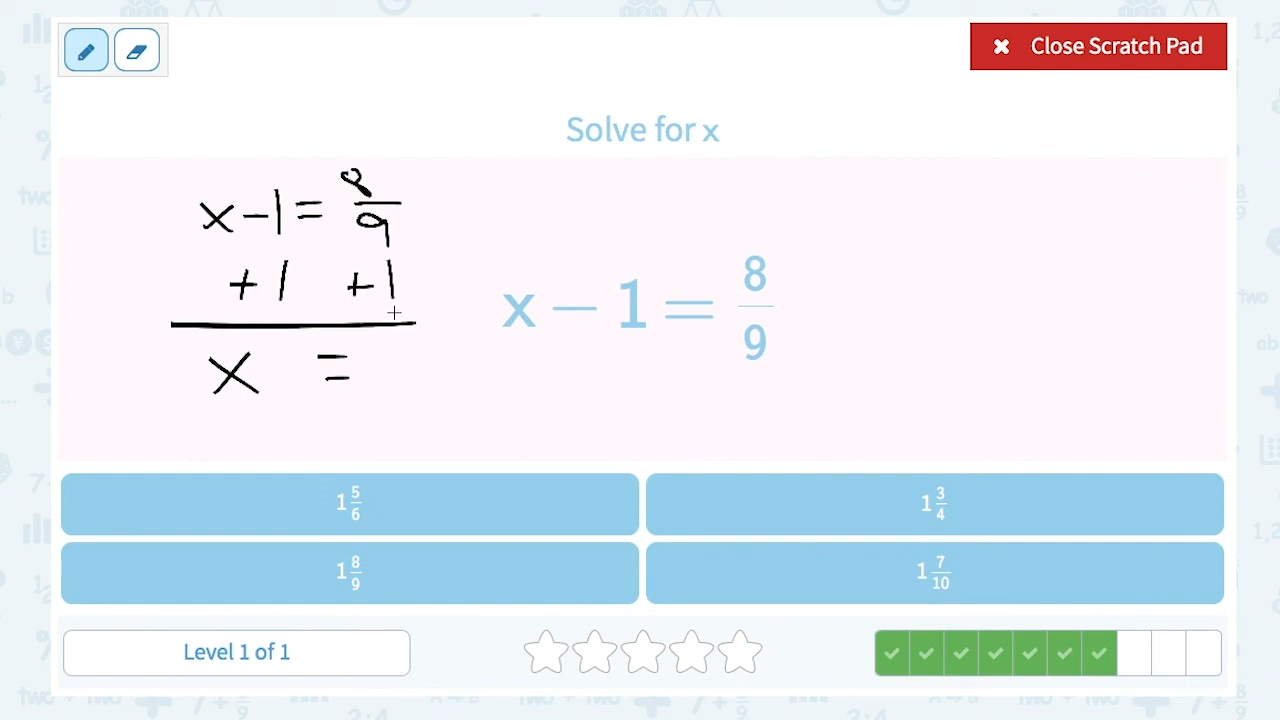 ✖ Close Scratch Pad
Solve for x
x-1= 8/9
+1 +1
x =
x − 1 = 8/9
1 5/6
1 3/4
1 8/9
1 7/10
Level 1 of 1